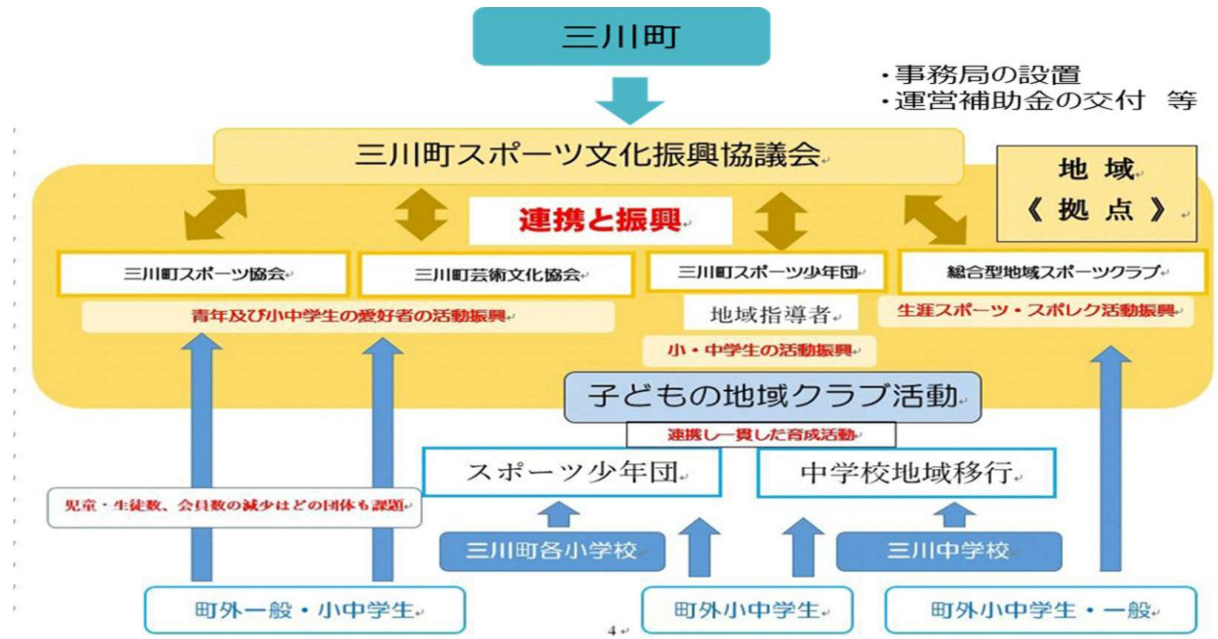 三川町
・事務局の設置
・運営補助金の交付 等
三川町スポーツ文化振興協議会
地 域
《 拠 点 》
連携と振興
三川町スポーツ協会
三川町芸術文化協会
三川町スポーツ少年団
総合型地域スポーツクラブ
青年及び小中学生の愛好者の活動振興
地域指導者
生涯スポーツ・スポレク活動振興
小・中学生の活動振興
子どもの地域クラブ活動
連携し一貫した育成活動
スポーツ少年団
中学校地域移行
児童・生徒数、会員数の減少はどの団体も課題
三川町各小学校
三川中学校
町外一般・小中学生
町外小中学生
町外小中学生・一般
4